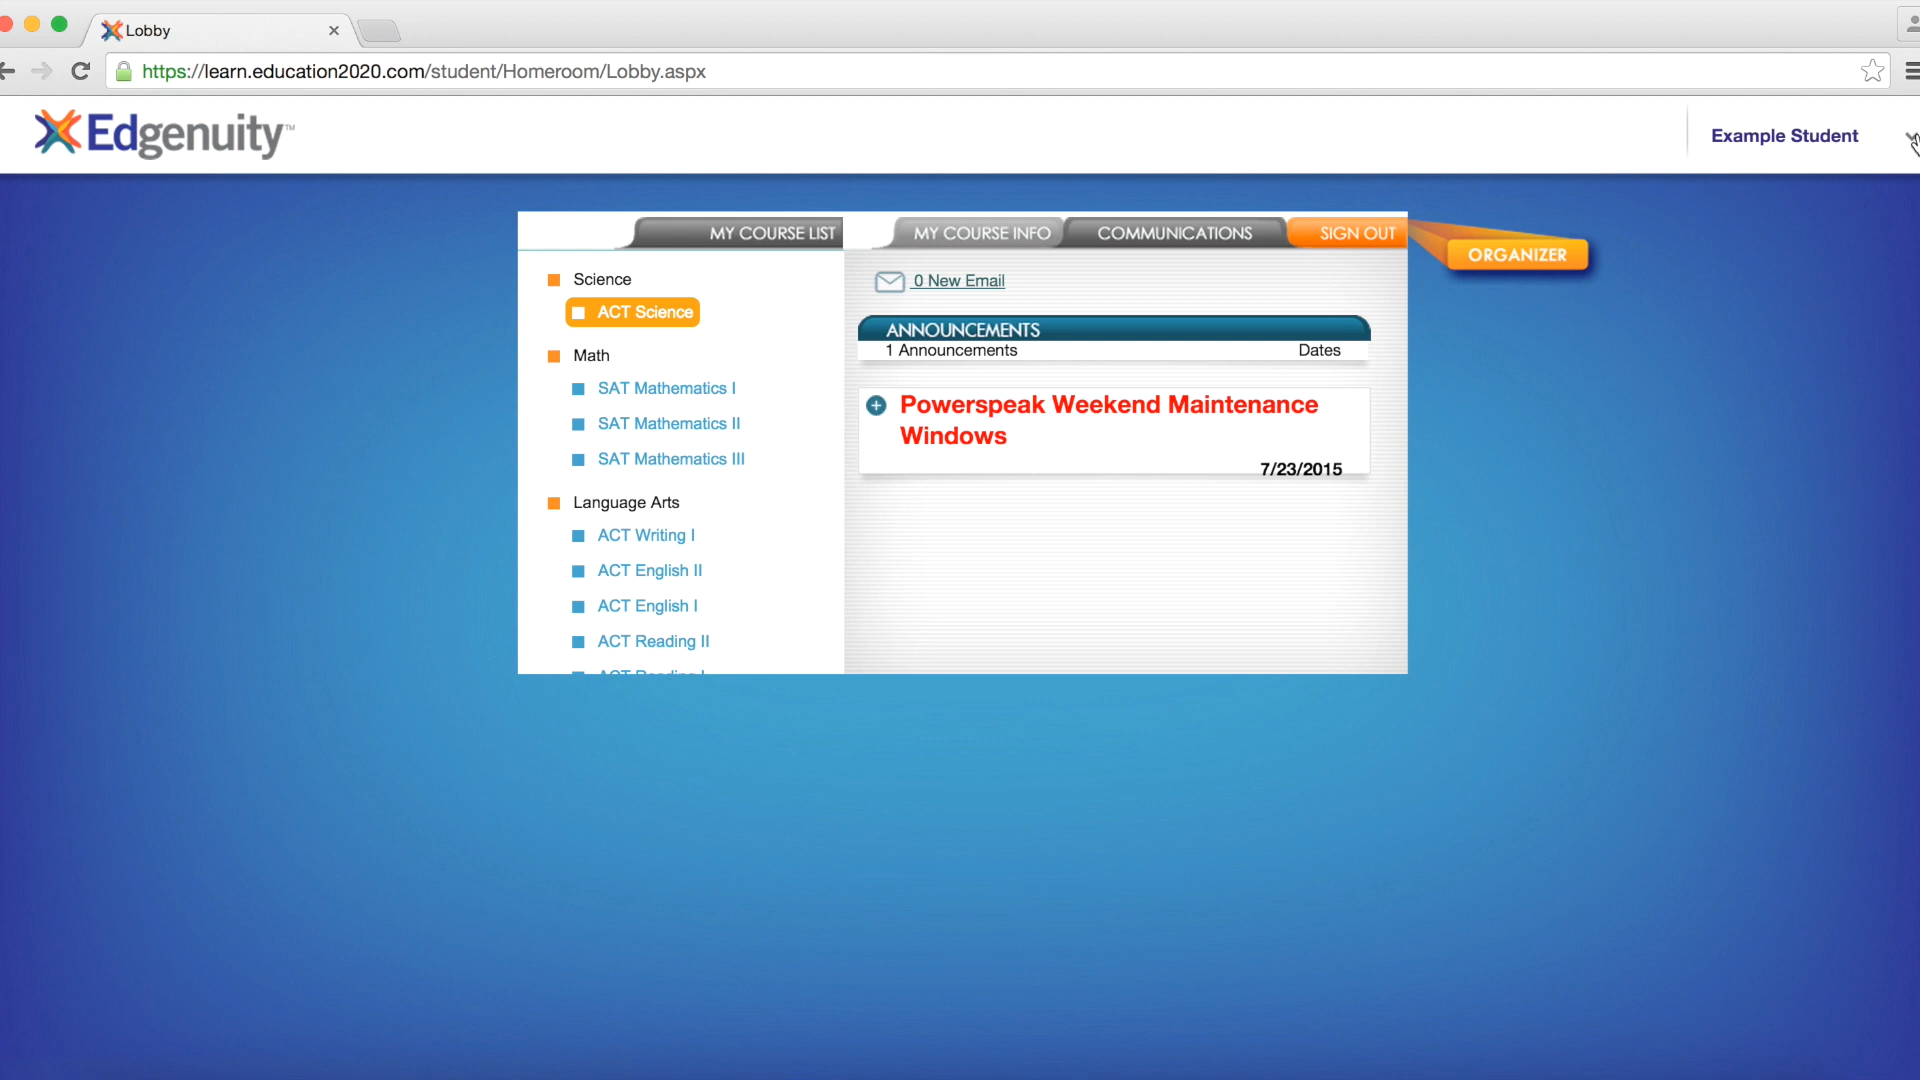 Lobby
https://learn.education2020.com/student/Homeroom/Lobby.aspx
Edgenuity™
Example Student
MY COURSE LIST
MY COURSE INFO
COMMUNICATIONS
SIGN OUT
ORGANIZER
Science
ACT Science
Math
SAT Mathematics I
SAT Mathematics II
SAT Mathematics III
Language Arts
ACT Writing I
ACT English II
ACT English I
ACT Reading II
0 New Email
ANNOUNCEMENTS
1 Announcements Dates
Powerspeak Weekend Maintenance
Windows
7/23/2015